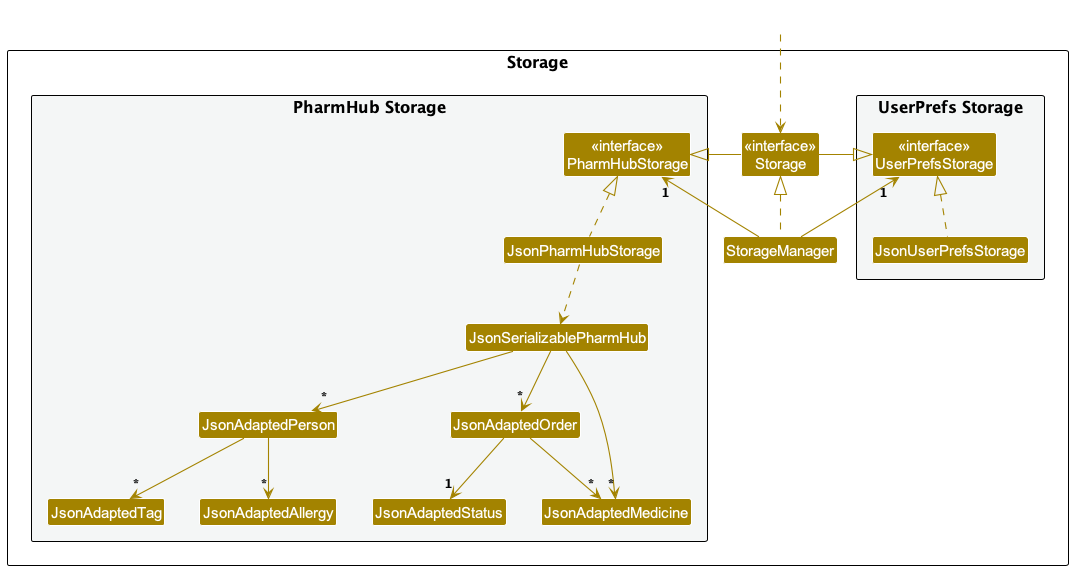 Storage
PharmHub Storage
UserPrefs Storage
«interface»
PharmHubStorage
«interface»
Storage
«interface»
UserPrefsStorage
1
1
JsonPharmHubStorage
StorageManager
JsonUserPrefsStorage
JsonSerializablePharmHub
*
*
JsonAdaptedPerson
JsonAdaptedOrder
*
*
1
*
*
JsonAdaptedTag
JsonAdaptedAllergy
JsonAdaptedStatus
JsonAdaptedMedicine